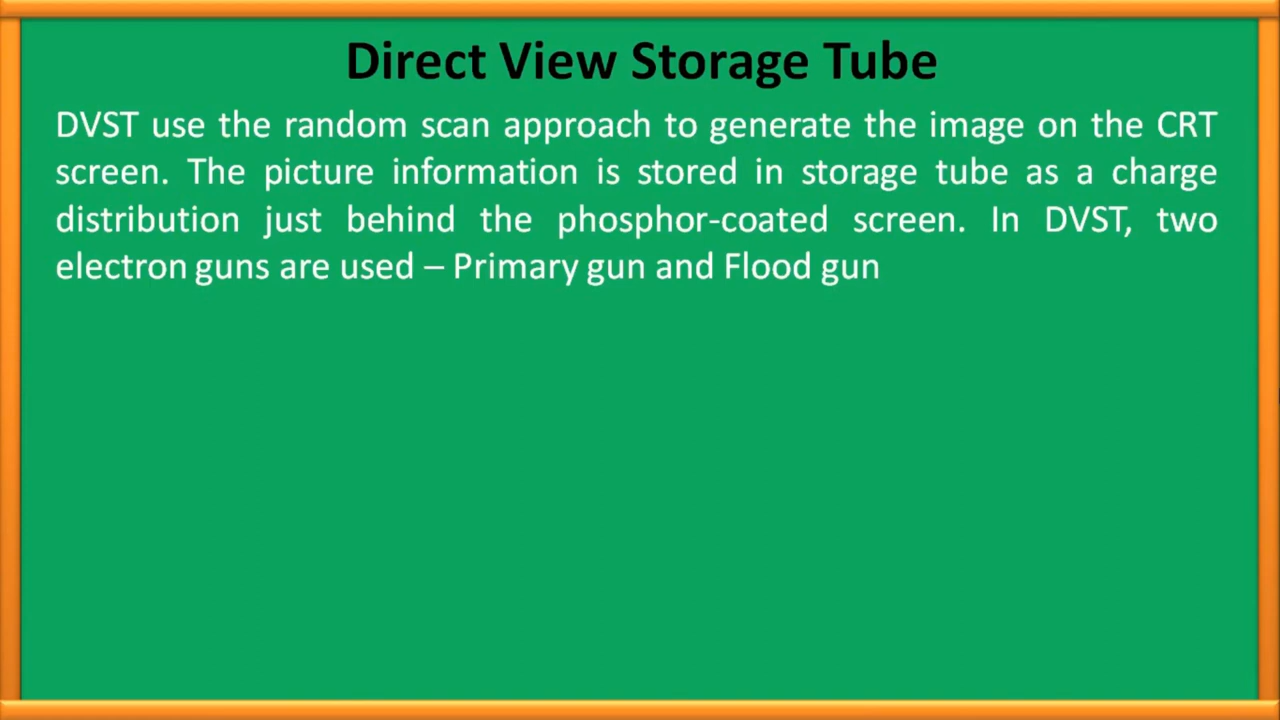 Direct View Storage Tube
DVST use the random scan approach to generate the image on the CRT
screen. The picture information is stored in storage tube as a charge
distribution just behind the phosphor-coated screen. In DVST, two
electron guns are used – Primary gun and Flood gun